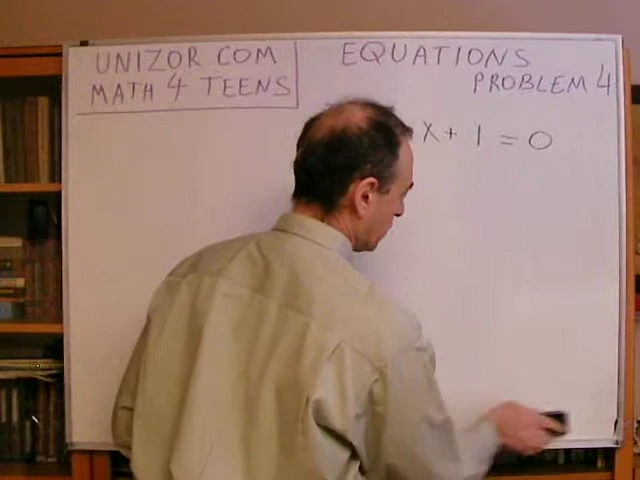 UNIZOR COM
MATH 4 TEENS
EQUATIONS
PROBLEM 4
X + 1 = 0